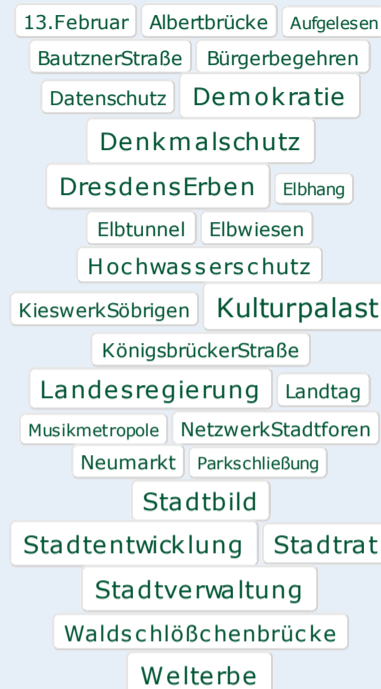 13.Februar Albertbrücke Aufgelesen
BautznerStraße Bürgerbegehren
Datenschutz Demokratie
Denkmalschutz
DresdensErben Elbhang
Elbtunnel Elbwiesen
Hochwasserschutz
KieswerkSöbrigen Kulturpalast
KönigsbrückerStraße
Landesregierung Landtag
Musikmetropole NetzwerkStadtforen
Neumarkt Parkschließung
Stadtbild
Stadtentwicklung Stadtrat
Stadtverwaltung
Waldschlößchenbrücke
Welterbe